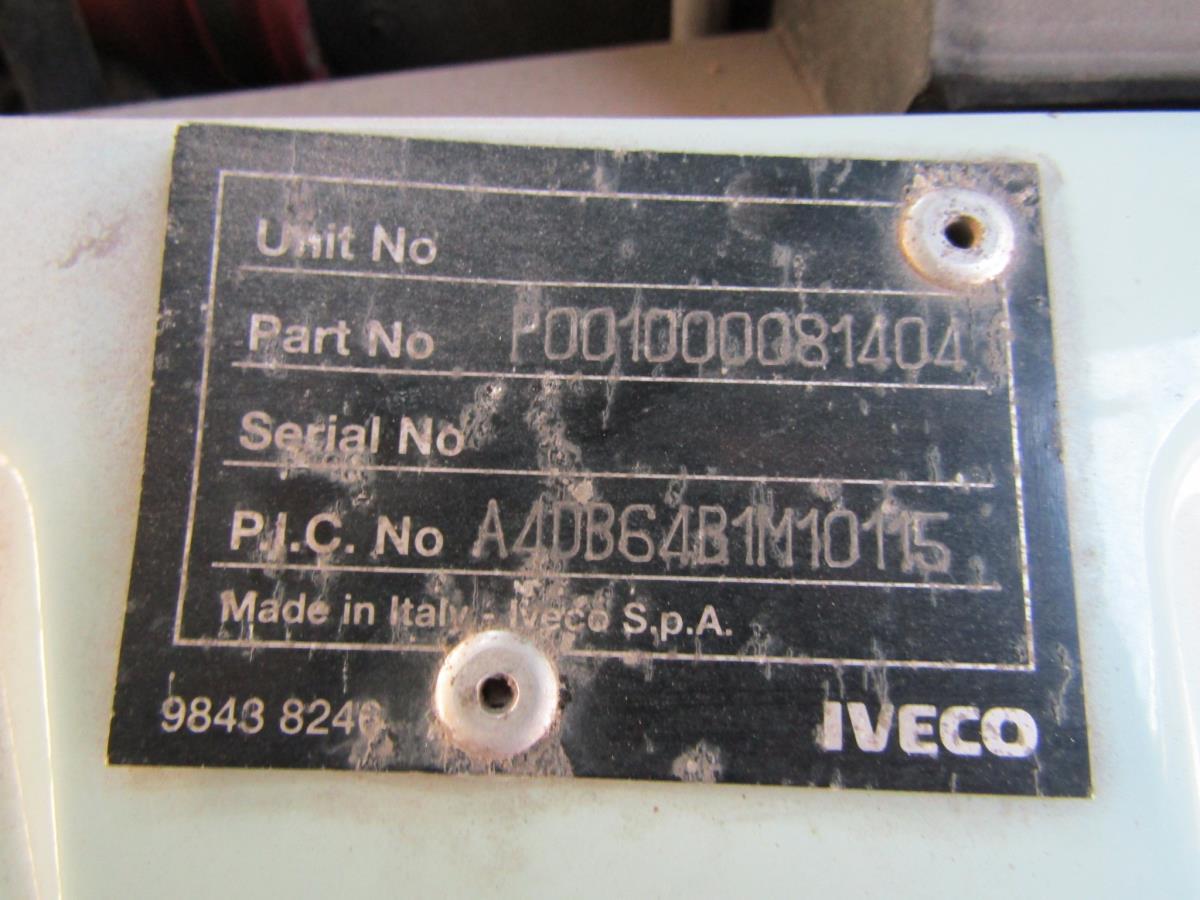 Unit No
Part No P001000081404
Serial No
P.I.C. No A4DB64B1M10115
Made in Italy - Iveco S.p.A.
9843 8246
IVECO